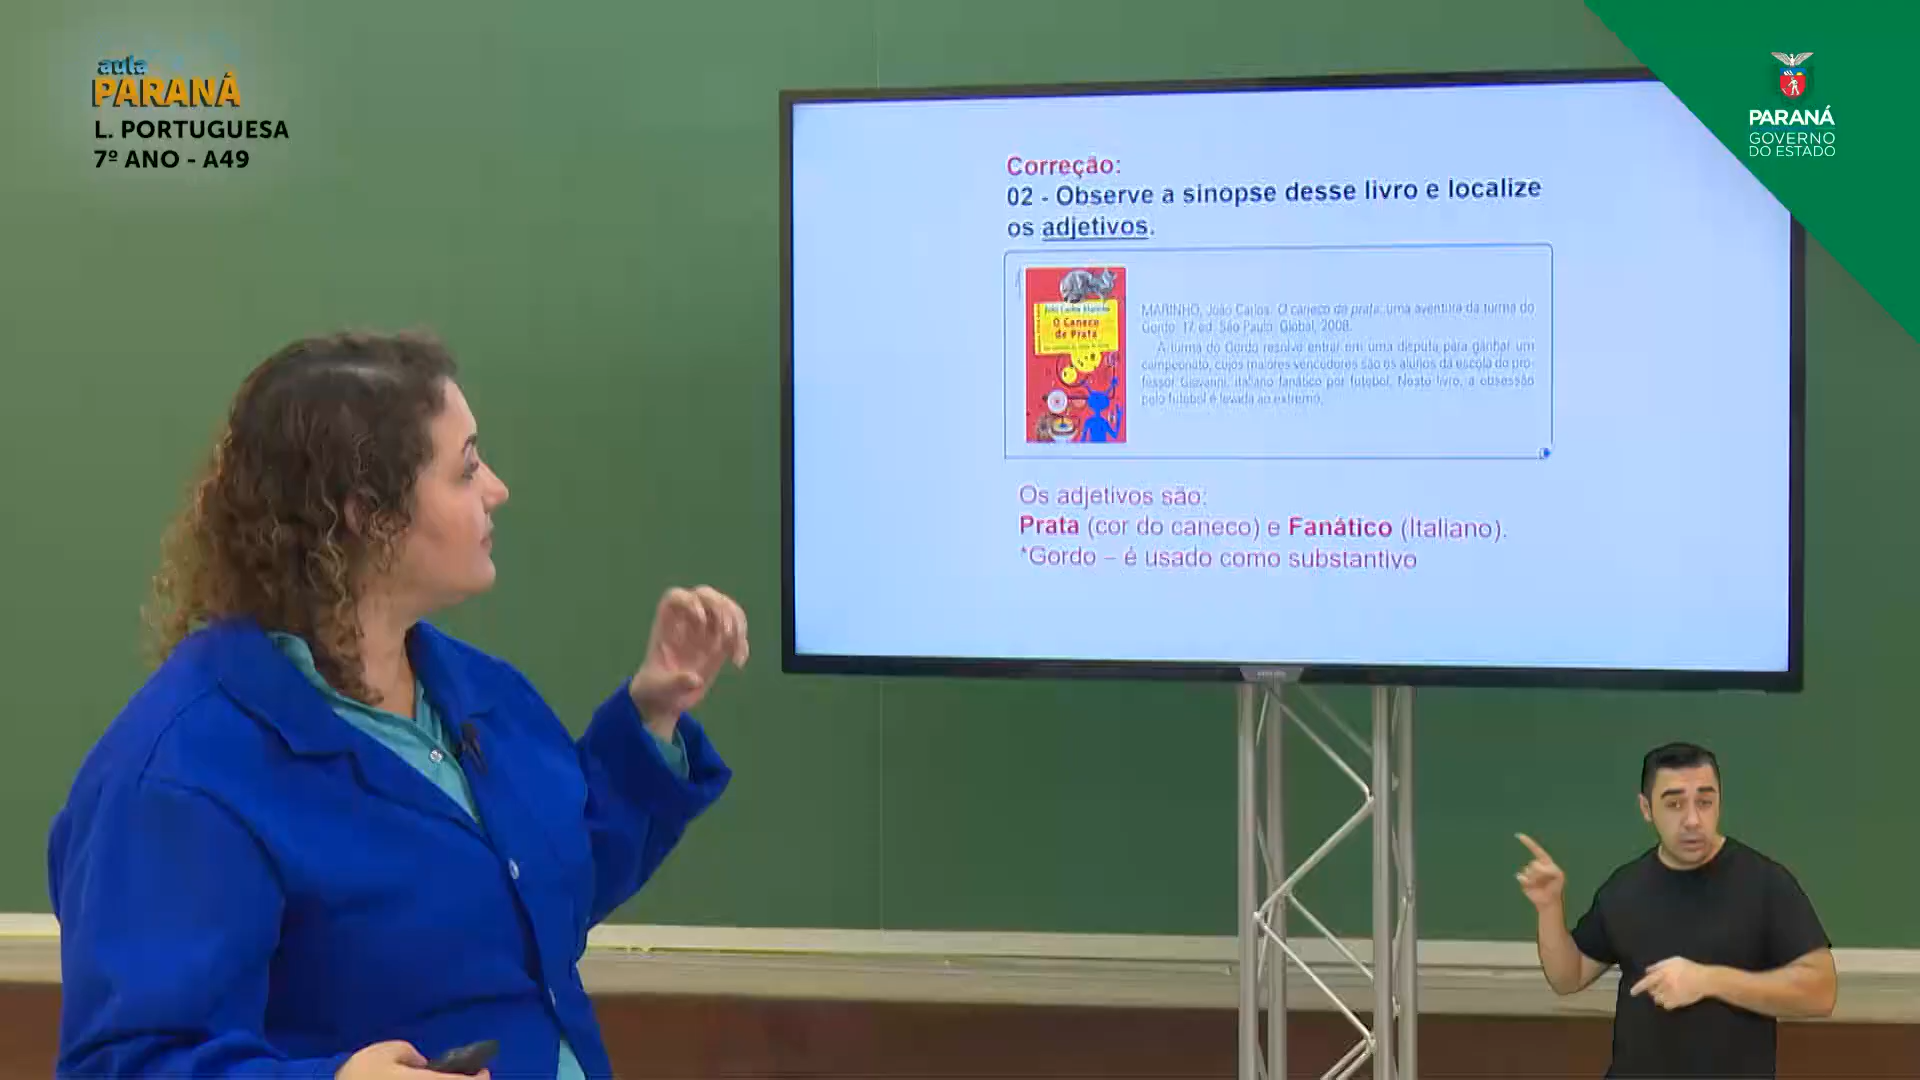 aula
PARANÁ
L. PORTUGUESA
7º ANO - A49
PARANÁ
GOVERNO
DO ESTADO
Correção:
02 - Observe a sinopse desse livro e localize
os adjetivos.
João Carlos Marinho
O Caneco
de Prata
MARINHO, João Carlos. O caneco de prata: uma aventura da turma do
Gordo. 17. ed. São Paulo: Global, 2008.
A turma do Gordo resolve entrar em uma disputa para ganhar um
campeonato, cujos maiores vencedores são os alunos da escola do pro-
fessor Giovanni, italiano fanático por futebol. Neste livro, a obsessão
pelo futebol é levada ao extremo.
Os adjetivos são:
Prata (cor do caneco) e Fanático (Italiano).
*Gordo – é usado como substantivo